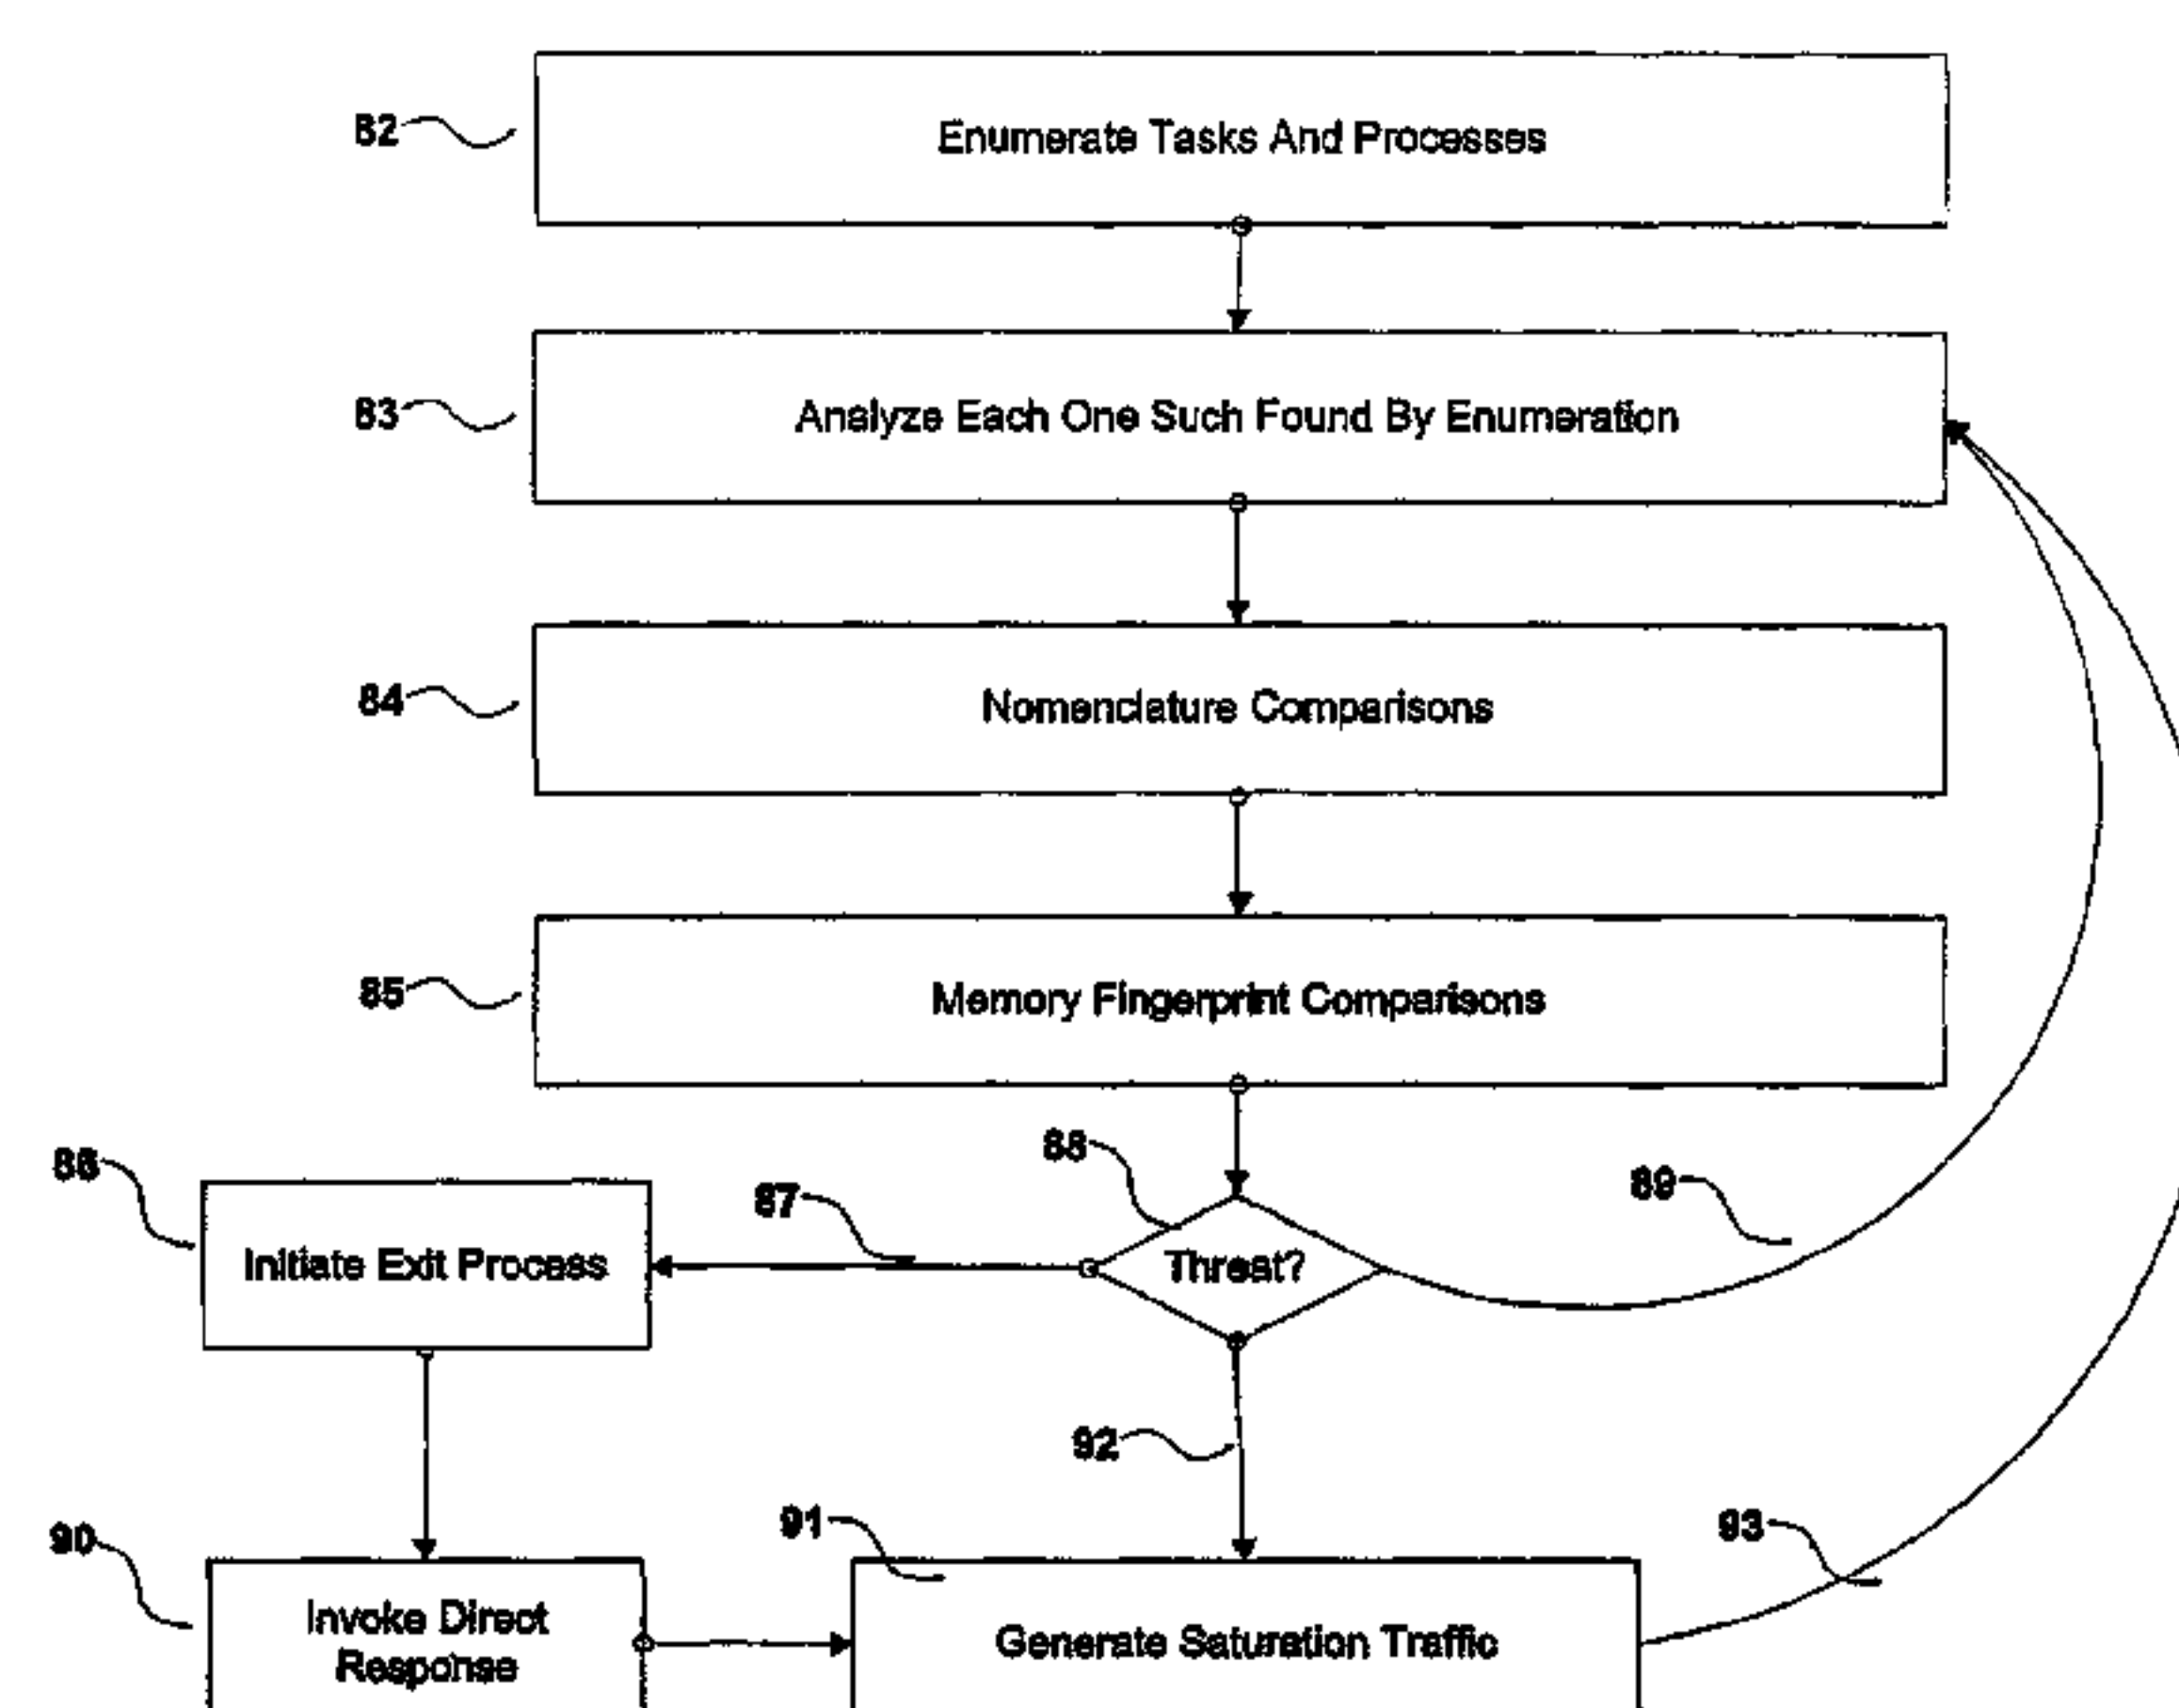 82
Enumerate Tasks And Processes
83
Analyze Each One Such Found By Enumeration
84
Nomenclature Comparisons
85
Memory Fingerprint Comparisons
86
Initiate Exit Process
87
88
Threat?
89
92
90
Invoke Direct
Response
91
Generate Saturation Traffic
93